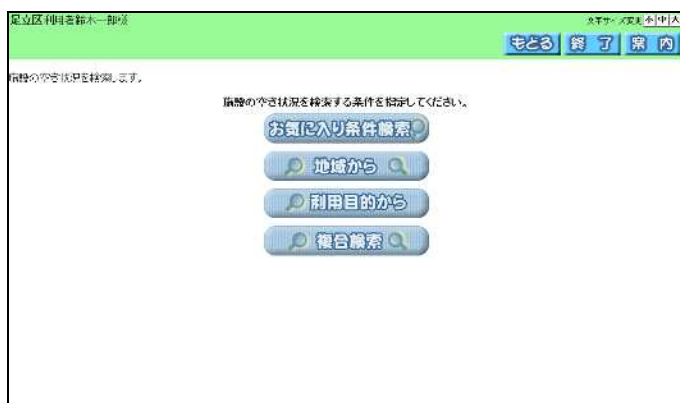 足立区利用者鈴木一郎様
文字サイズ変更 小 中 大
もどる 終了 案内
施設の空き状況を検索します。
施設の空き状況を検索する条件を指定してください。
お気に入り条件検索
地域から
利用目的から
複合検索